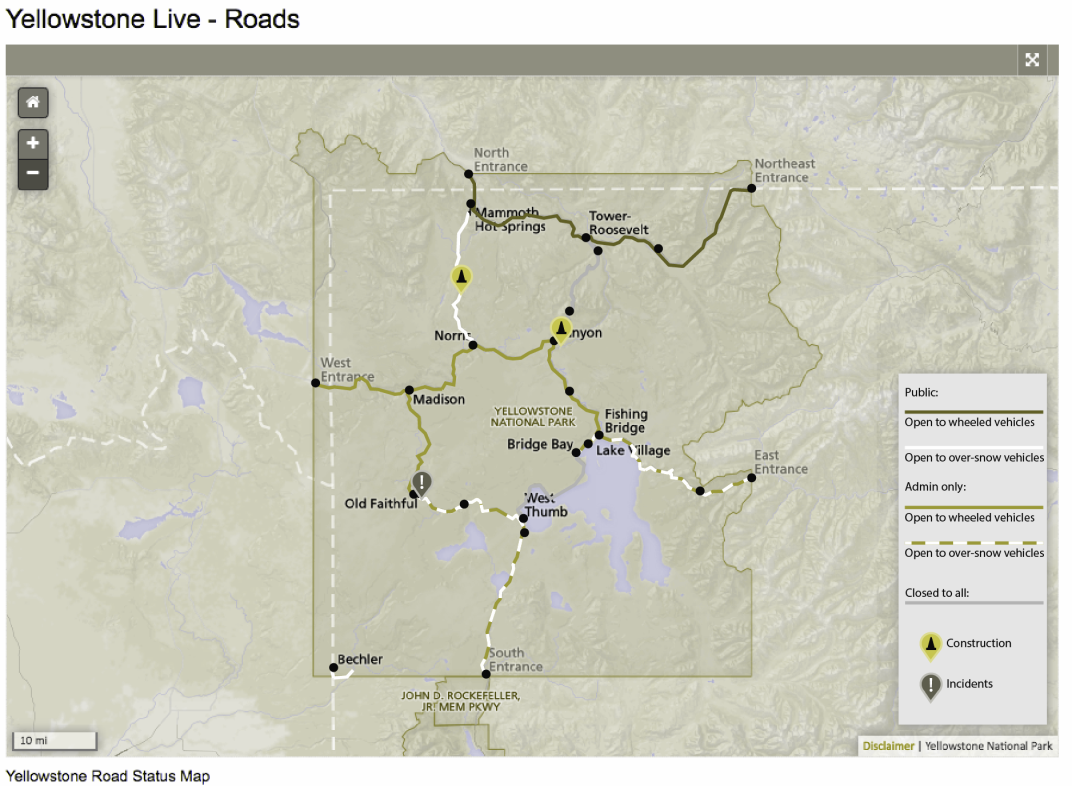 Yellowstone Live - Roads
North
Entrance
Northeast
Entrance
Mammoth
Hot Springs
Tower-
Roosevelt
Norris
nyon
West
Entrance
Madison
YELLOWSTONE
NATIONAL PARK
Fishing
Bridge
Bridge Bay
Lake Village
East
Entrance
Old Faithful
West
Thumb
Bechler
South
Entrance
JOHN D. ROCKEFELLER,
JR. MEM PKWY
Public:
Open to wheeled vehicles
Open to over-snow vehicles
Admin only:
Open to wheeled vehicles
Open to over-snow vehicles
Closed to all:
Construction
Incidents
10 mi
Disclaimer | Yellowstone National Park
Yellowstone Road Status Map